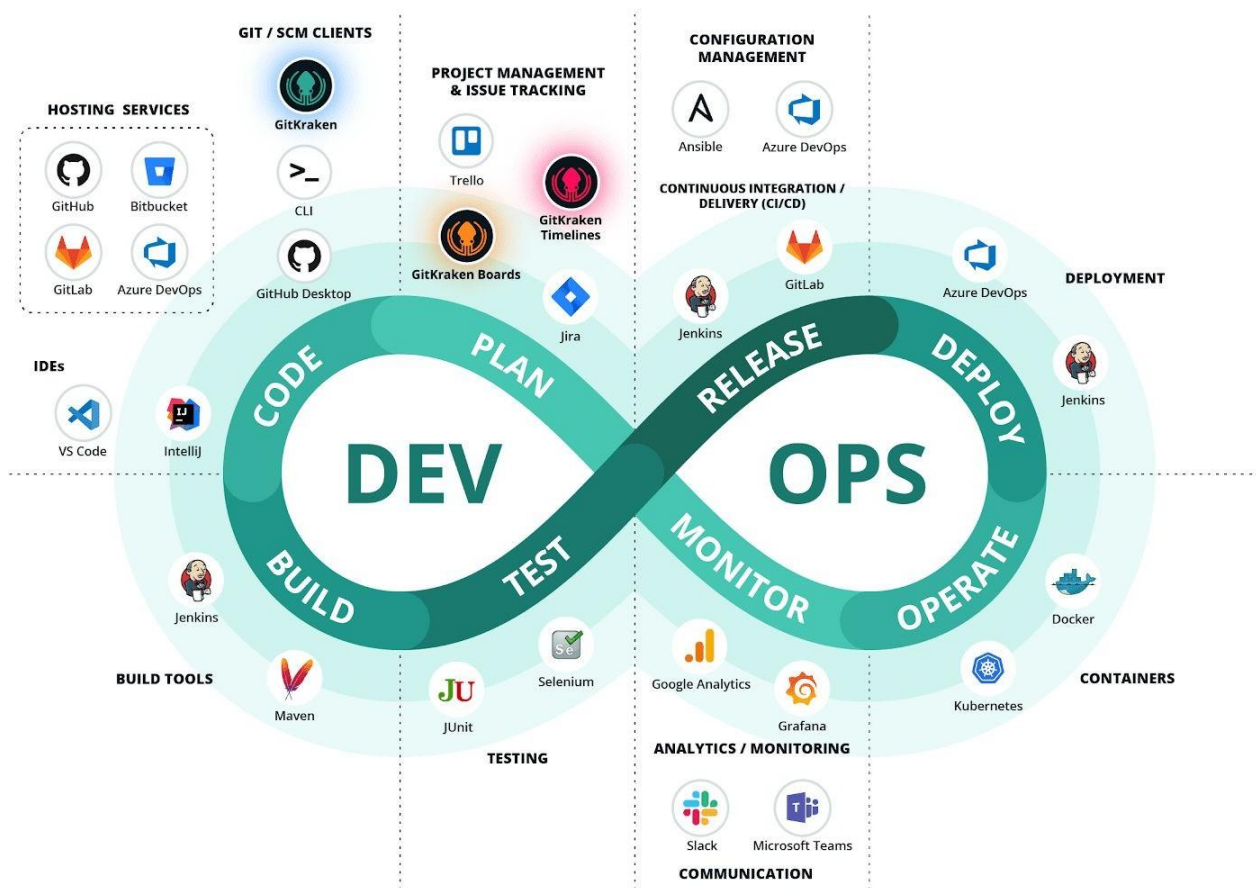 GIT / SCM CLIENTS
GitKraken
CLI
GitHub Desktop
HOSTING SERVICES
GitHub
Bitbucket
GitLab
Azure DevOps
IDEs
VS Code
IntelliJ
PROJECT MANAGEMENT
& ISSUE TRACKING
Trello
GitKraken
Timelines
GitKraken Boards
Jira
CONFIGURATION
MANAGEMENT
Ansible
Azure DevOps
CONTINUOUS INTEGRATION /
DELIVERY (CI/CD)
GitLab
Jenkins
Azure DevOps
DEPLOYMENT
Jenkins
CODE
PLAN
RELEASE
DEPLOY
DEV
OPS
BUILD
TEST
MONITOR
OPERATE
>_
IJ
Jenkins
BUILD TOOLS
Maven
JU
JUnit
Se
Selenium
TESTING
Google Analytics
Grafana
ANALYTICS / MONITORING
T
Slack
Microsoft Teams
COMMUNICATION
Docker
Kubernetes
CONTAINERS